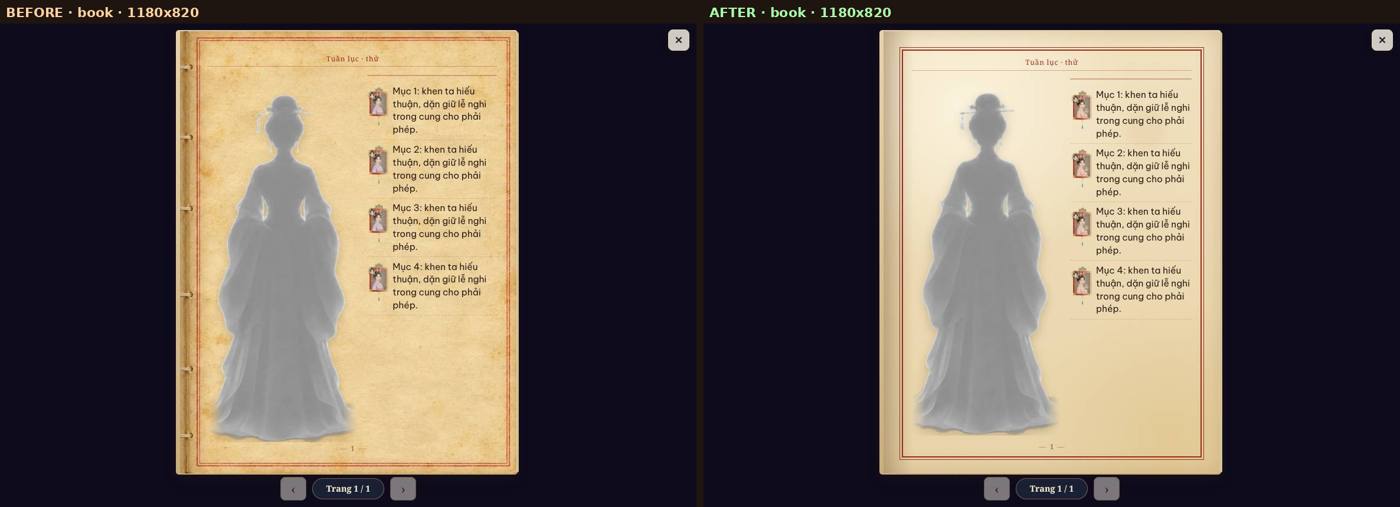 BEFORE · book · 1180x820
×
Tuần lục · thử
Mục 1: khen ta hiếu
thuận, dặn giữ lễ nghi
trong cung cho phải
phép.
Mục 2: khen ta hiếu
thuận, dặn giữ lễ nghi
trong cung cho phải
phép.
Mục 3: khen ta hiếu
thuận, dặn giữ lễ nghi
trong cung cho phải
phép.
Mục 4: khen ta hiếu
thuận, dặn giữ lễ nghi
trong cung cho phải
phép.
— 1 —
‹ Trang 1 / 1 ›
AFTER · book · 1180x820
×
Tuần lục · thử
Mục 1: khen ta hiếu
thuận, dặn giữ lễ nghi
trong cung cho phải
phép.
Mục 2: khen ta hiếu
thuận, dặn giữ lễ nghi
trong cung cho phải
phép.
Mục 3: khen ta hiếu
thuận, dặn giữ lễ nghi
trong cung cho phải
phép.
Mục 4: khen ta hiếu
thuận, dặn giữ lễ nghi
trong cung cho phải
phép.
— 1 —
‹ Trang 1 / 1 ›